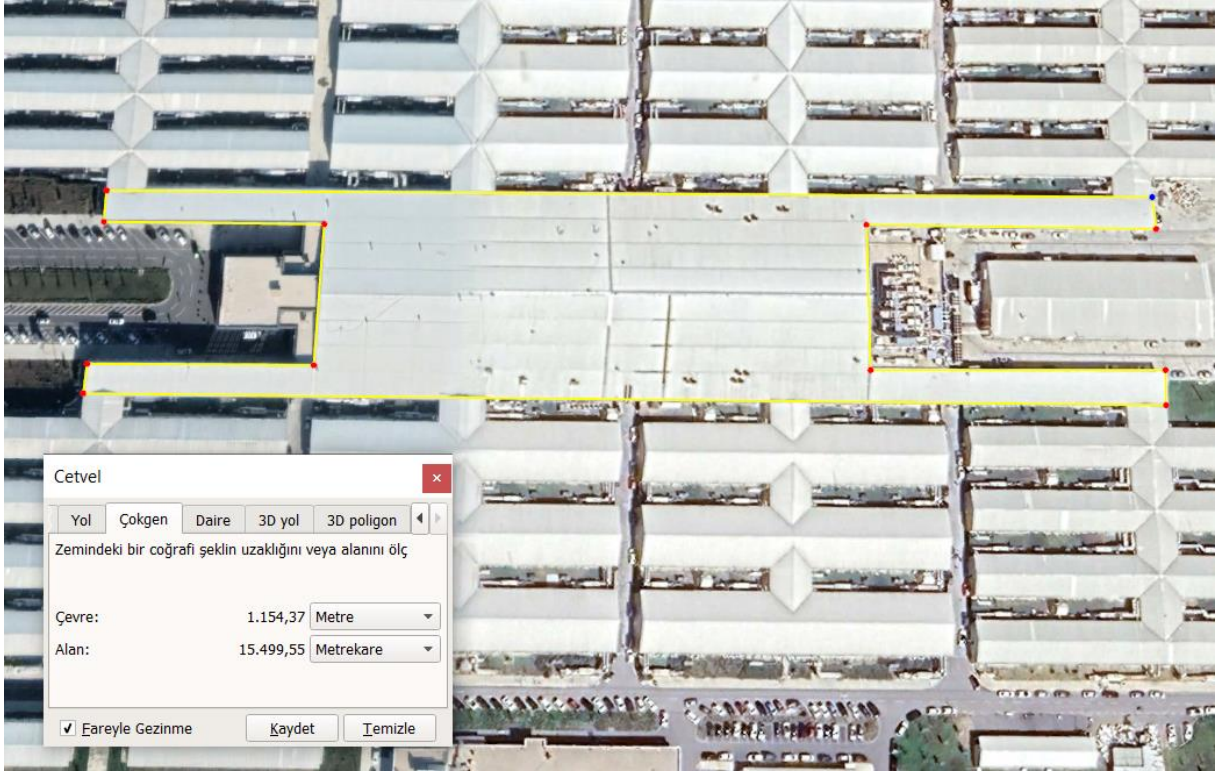 Cetvel
Yol Çokgen Daire 3D yol 3D poligon
Zemindeki bir coğrafi şeklin uzaklığını veya alanını ölç
Çevre: 1.154,37 Metre
Alan: 15.499,55 Metrekare
Fareyle Gezinme Kaydet Temizle